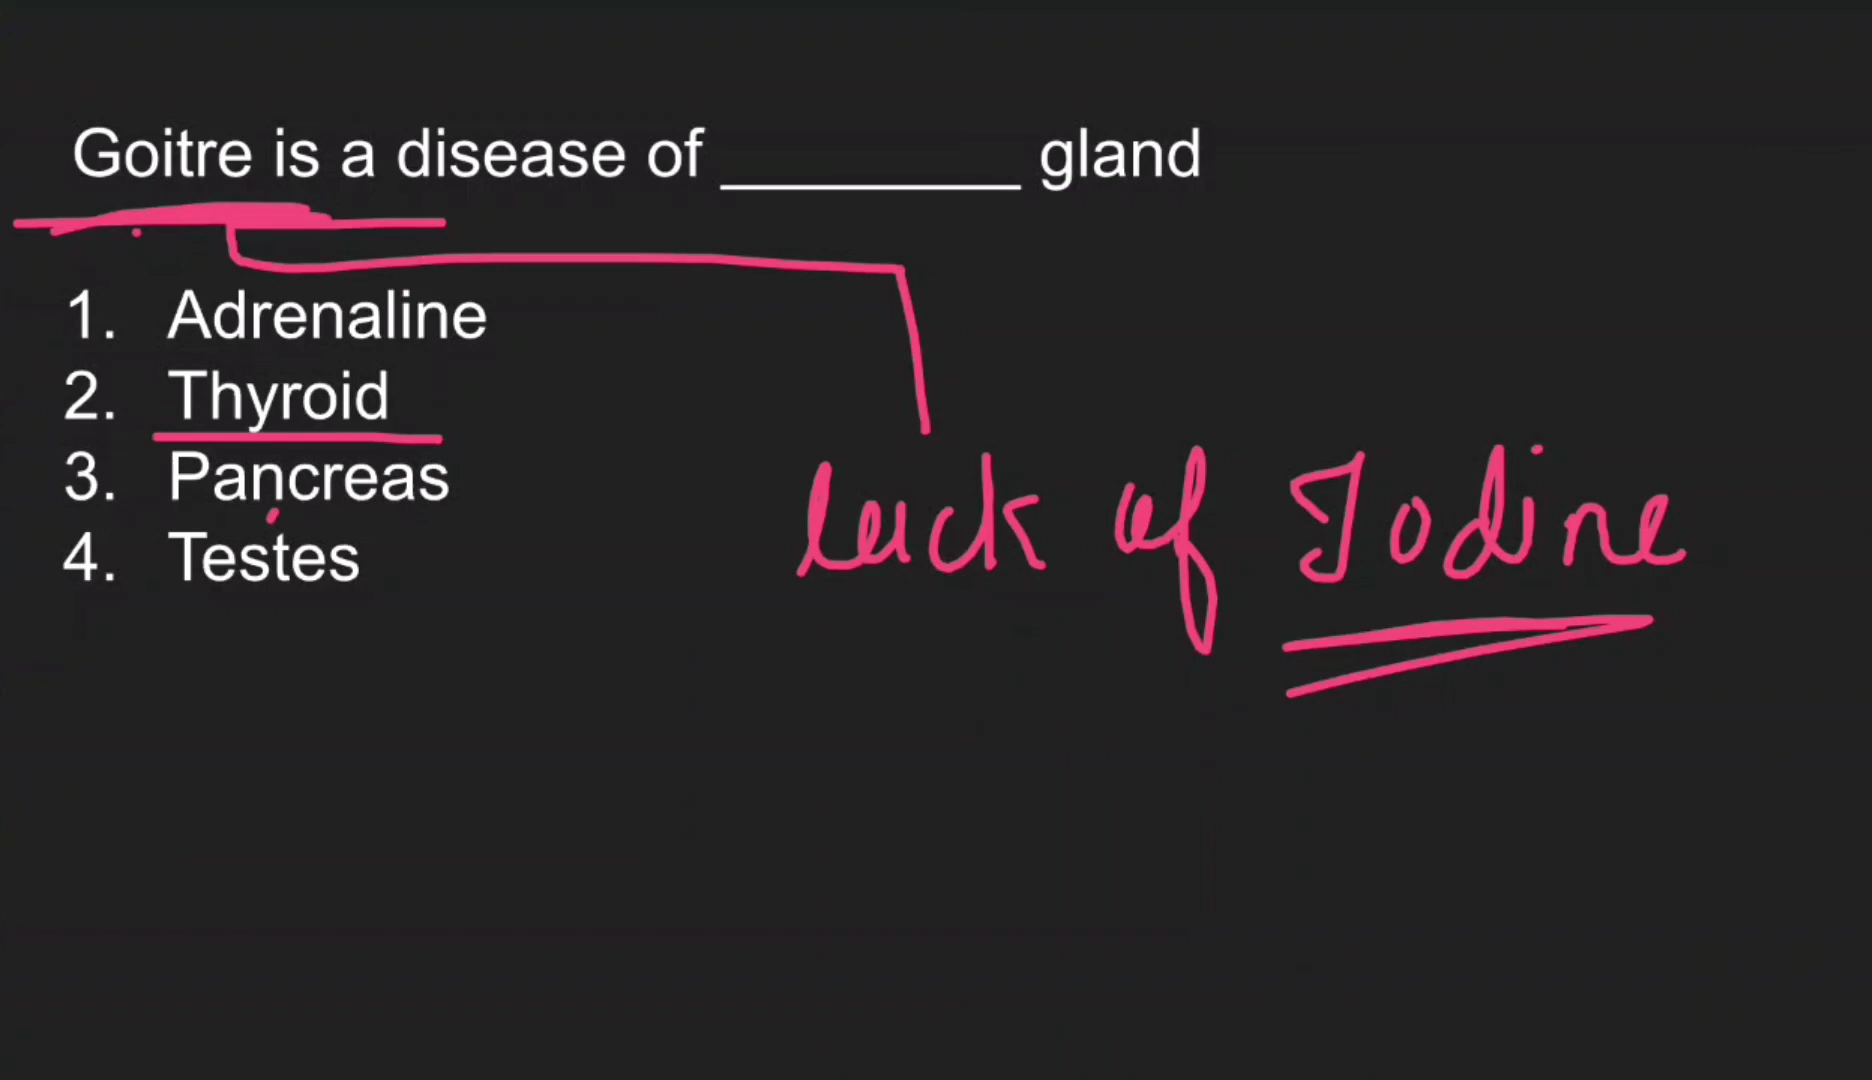 Goitre is a disease of _________ gland
1. Adrenaline
2. Thyroid
3. Pancreas
4. Testes
lack of Iodine